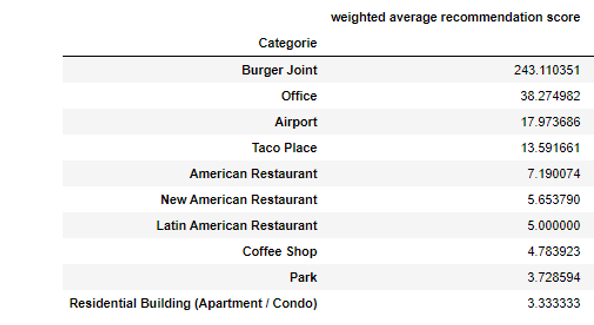 weighted average recommendation score
Categorie
Burger Joint 243.110351
Office 38.274982
Airport 17.973686
Taco Place 13.591661
American Restaurant 7.190074
New American Restaurant 5.653790
Latin American Restaurant 5.000000
Coffee Shop 4.783923
Park 3.728594
Residential Building (Apartment / Condo) 3.333333